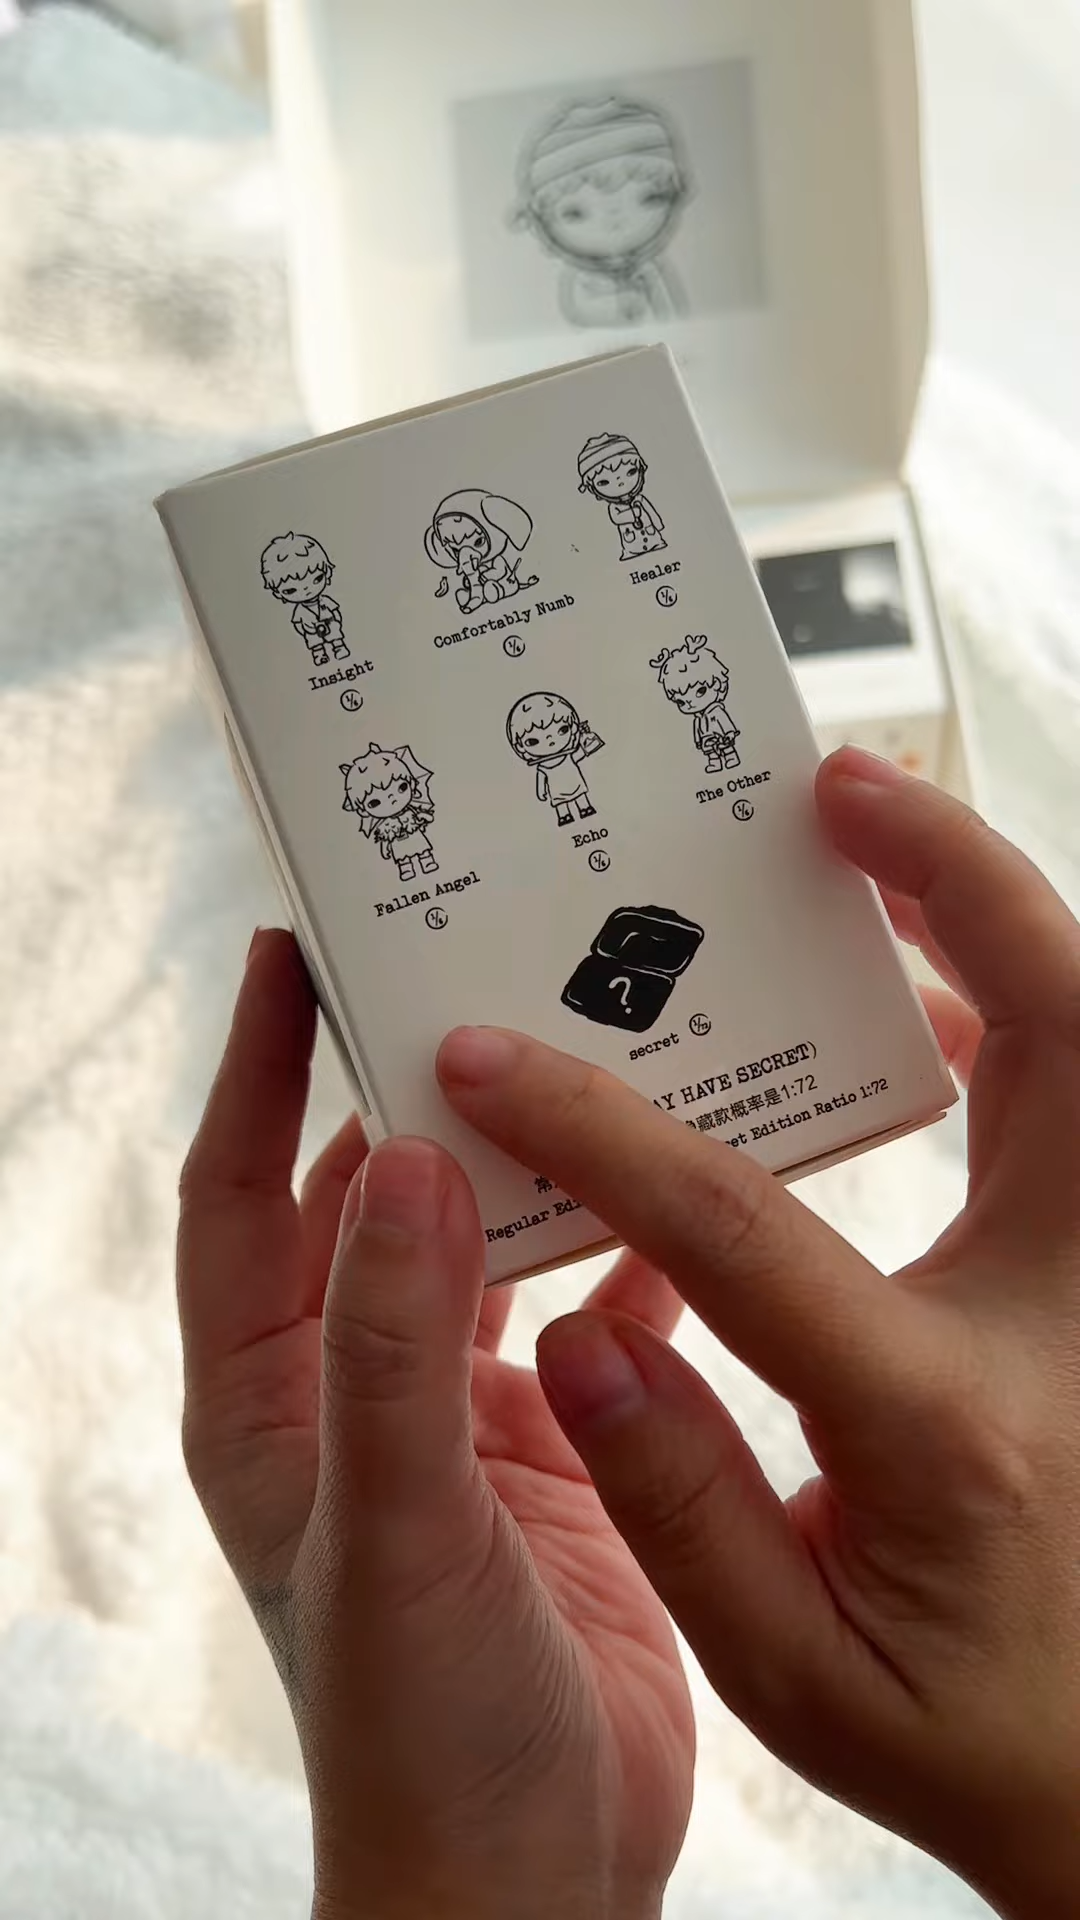 Insight
1/6
Comfortably Numb
1/6
Healer
1/6
Fallen Angel
1/6
Echo
1/6
The Other
1/6
?
secret 1/72
AY HAVE SECRET)
藏款概率是1:72
et Edition Ratio 1:72
常
Regular Edi